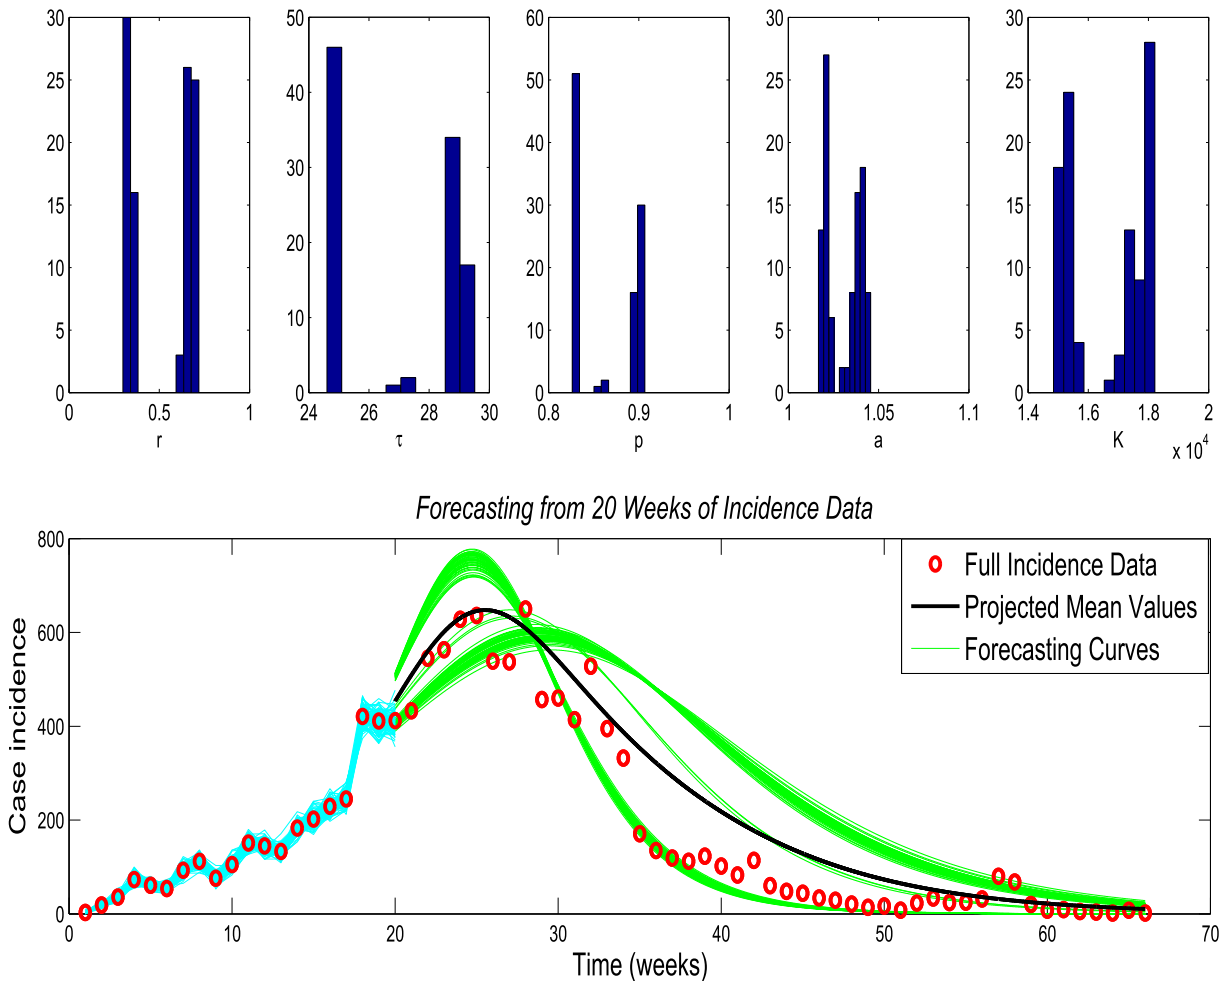 30 50 60 30 30
25 40 50 25 25
20 30 40 20 20
15 20 30 15 15
10 10 20 10 10
5 10 5 5
0 0 0 0 0
0 0.5 1 24 26 28 30 0.8 0.9 1 1 1.05 1.1 1.4 1.6 1.8 2
r τ p a K
x 10^4
Forecasting from 20 Weeks of Incidence Data
800
600
400
200
0
Case incidence
Full Incidence Data
Projected Mean Values
Forecasting Curves
0 10 20 30 40 50 60 70
Time (weeks)